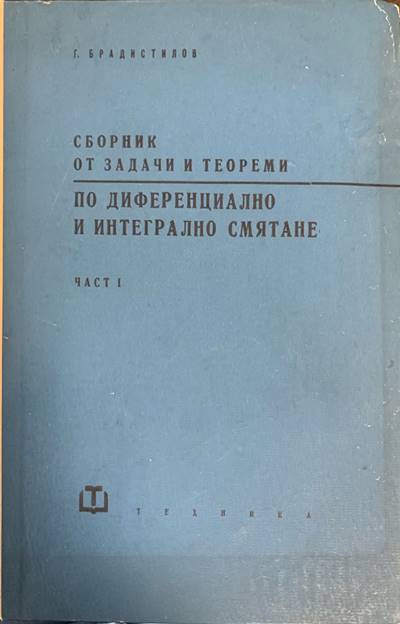 Г. БРАДИСТИЛОВ
СБОРНИК
ОТ ЗАДАЧИ И ТЕОРЕМИ
ПО ДИФЕРЕНЦИАЛНО
И ИНТЕГРАЛНО СМЯТАНЕ
ЧАСТ I
Т ТЕХНИКА